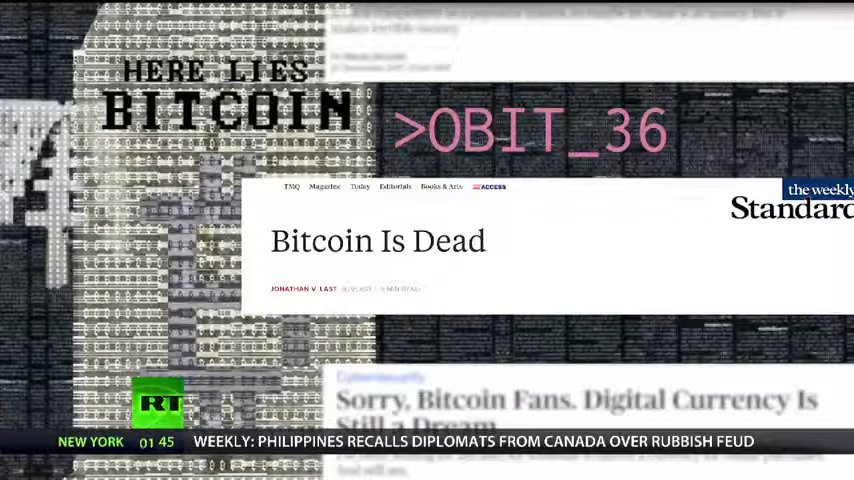 HERE LIES
BITCOIN
>OBIT_36
TMQ Magazine Today Editorials Books & Arts ACCESS
the weekly
Standard
Bitcoin Is Dead
JONATHAN V. LAST
Cybersecurity
Sorry, Bitcoin Fans. Digital Currency Is
Still a Dream
RT
NEW YORK 01 45 WEEKLY: PHILIPPINES RECALLS DIPLOMATS FROM CANADA OVER RUBBISH FEUD